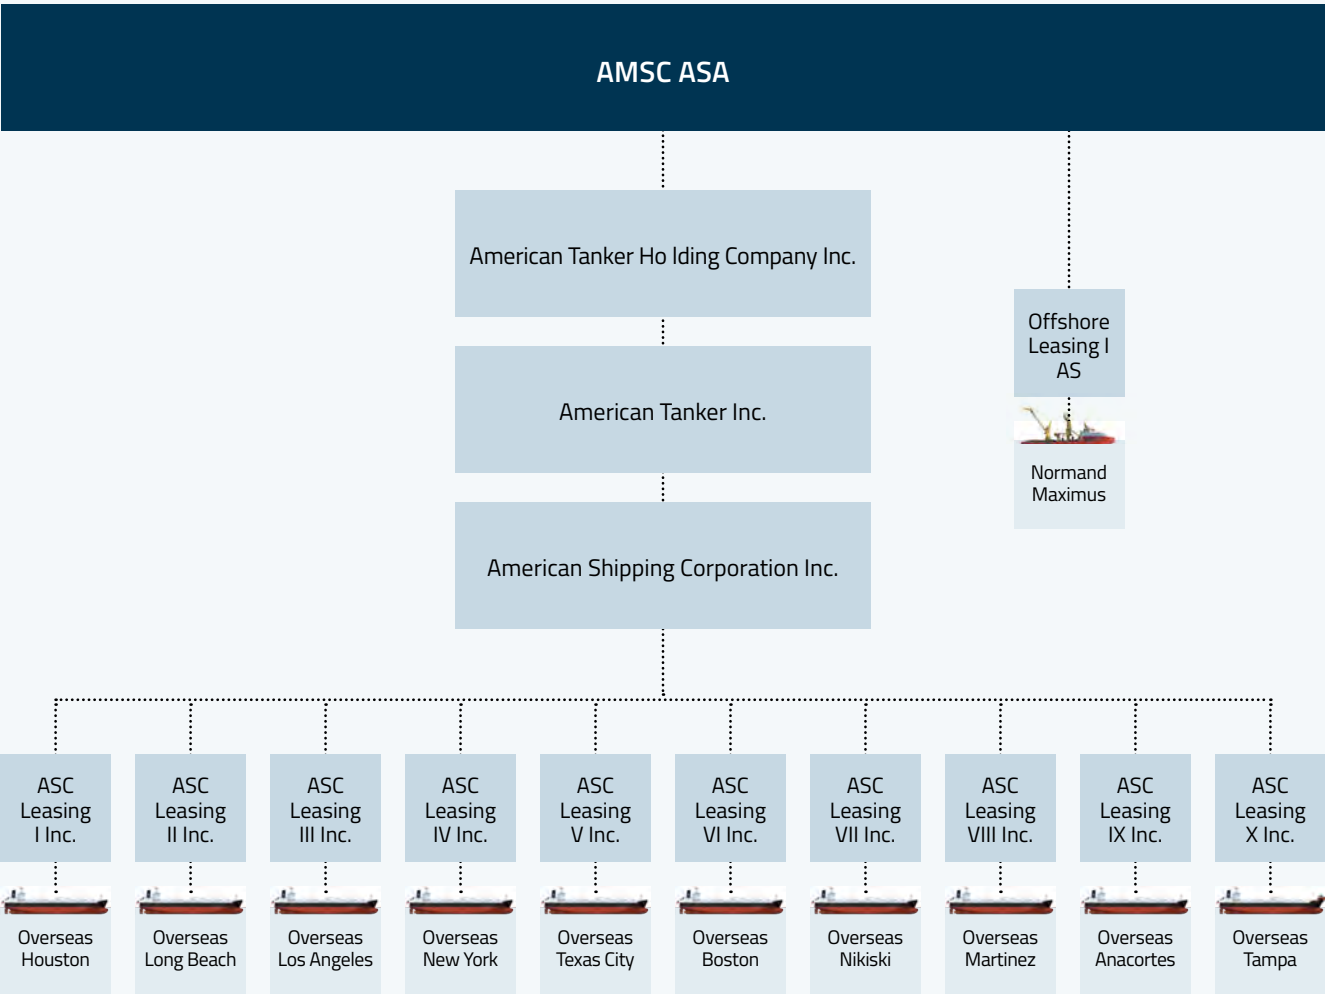 AMSC ASA
American Tanker Ho lding Company Inc.
Offshore
Leasing I
AS
American Tanker Inc.
Normand
Maximus
American Shipping Corporation Inc.
ASC
Leasing
I Inc.
ASC
Leasing
II Inc.
ASC
Leasing
III Inc.
ASC
Leasing
IV Inc.
ASC
Leasing
V Inc.
ASC
Leasing
VI Inc.
ASC
Leasing
VII Inc.
ASC
Leasing
VIII Inc.
ASC
Leasing
IX Inc.
ASC
Leasing
X Inc.
Overseas
Houston
Overseas
Long Beach
Overseas
Los Angeles
Overseas
New York
Overseas
Texas City
Overseas
Boston
Overseas
Nikiski
Overseas
Martinez
Overseas
Anacortes
Overseas
Tampa